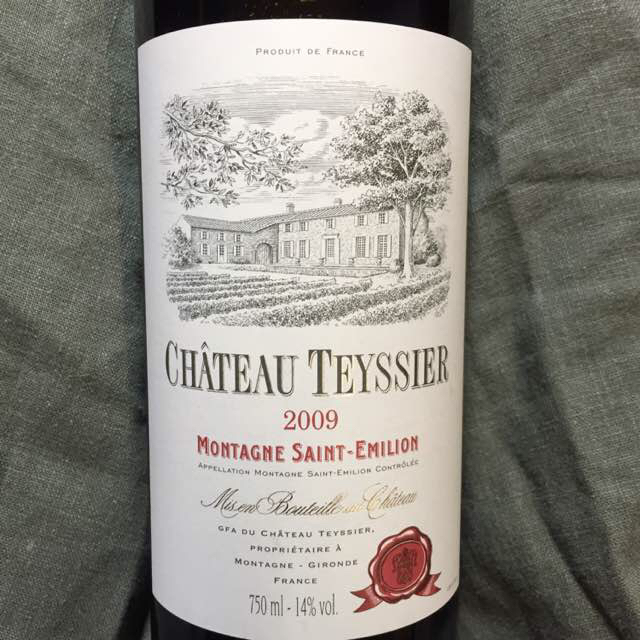 PRODUIT DE FRANCE
CHÂTEAU TEYSSIER
2009
MONTAGNE SAINT-EMILION
APPELLATION MONTAGNE SAINT-EMILION CONTRÔLÉE
Mis en Bouteille au Château
GFA DU CHÂTEAU TEYSSIER,
PROPRIÉTAIRE À
MONTAGNE - GIRONDE
FRANCE
750 ml - 14% vol.